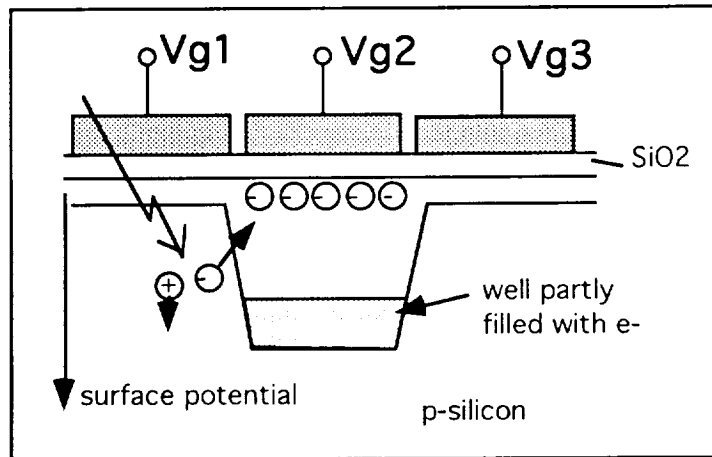 Vg1 Vg2 Vg3
SiO2
+
- - - - -
-
well partly
filled with e-
surface potential
p-silicon